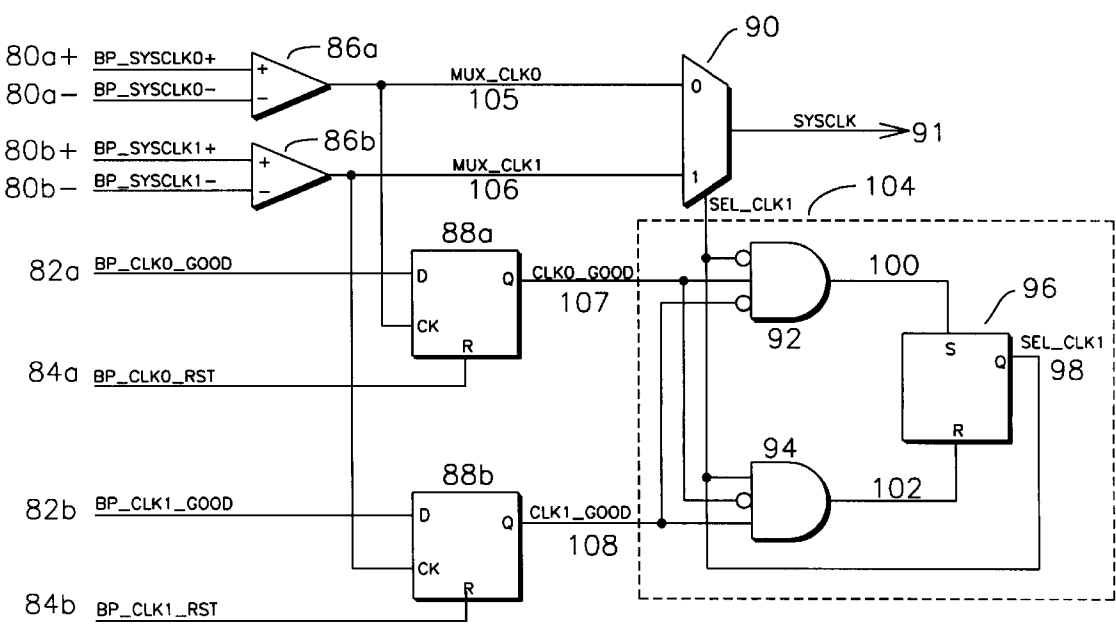 90
80a+ BP_SYSCLK0+ + 86a
80a- BP_SYSCLK0- -
MUX_CLK0
105
0
SYSCLK 91
80b+ BP_SYSCLK1+ + 86b
80b- BP_SYSCLK1- -
MUX_CLK1
106
1
SEL_CLK1
104
88a
82a BP_CLK0_GOOD D Q CLK0_GOOD
107
CK
R
84a BP_CLK0_RST
92
100
96
S
Q
SEL_CLK1
98
R
94
102
88b
82b BP_CLK1_GOOD D Q CLK1_GOOD
108
CK
R
84b BP_CLK1_RST